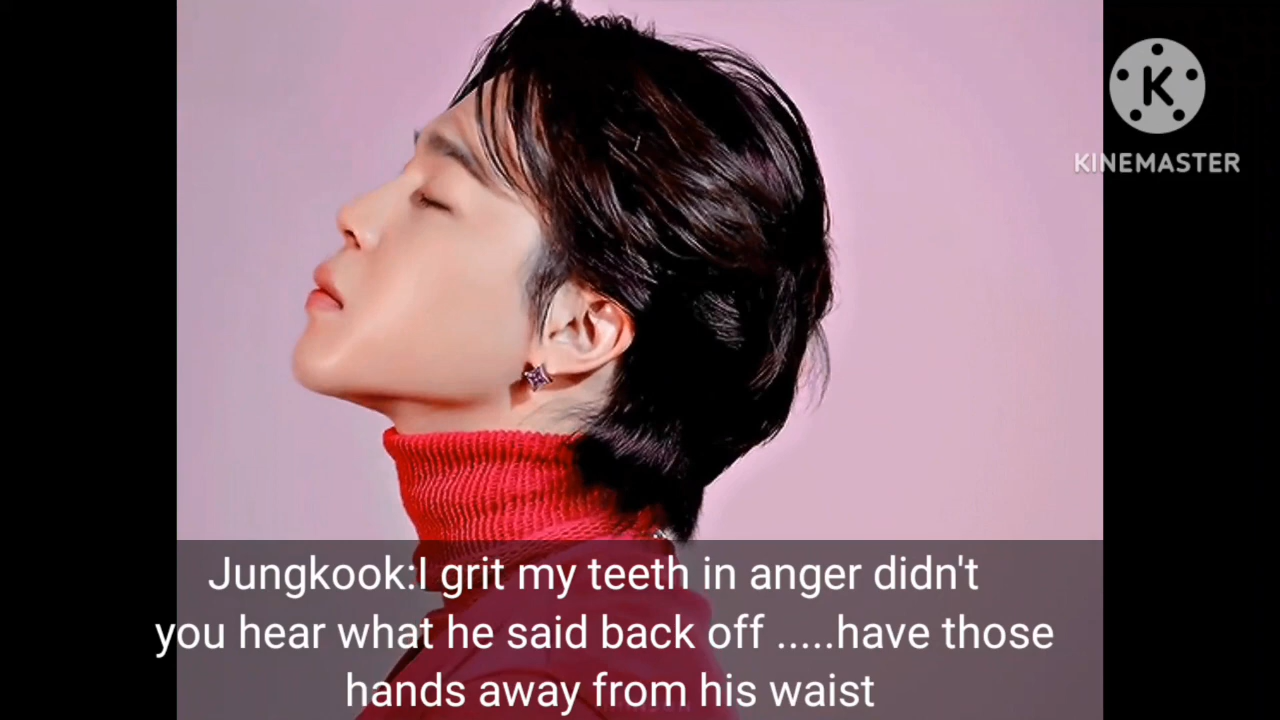 K
KINEMASTER
Jungkook:I grit my teeth in anger didn't
you hear what he said back off .....have those
hands away from his waist